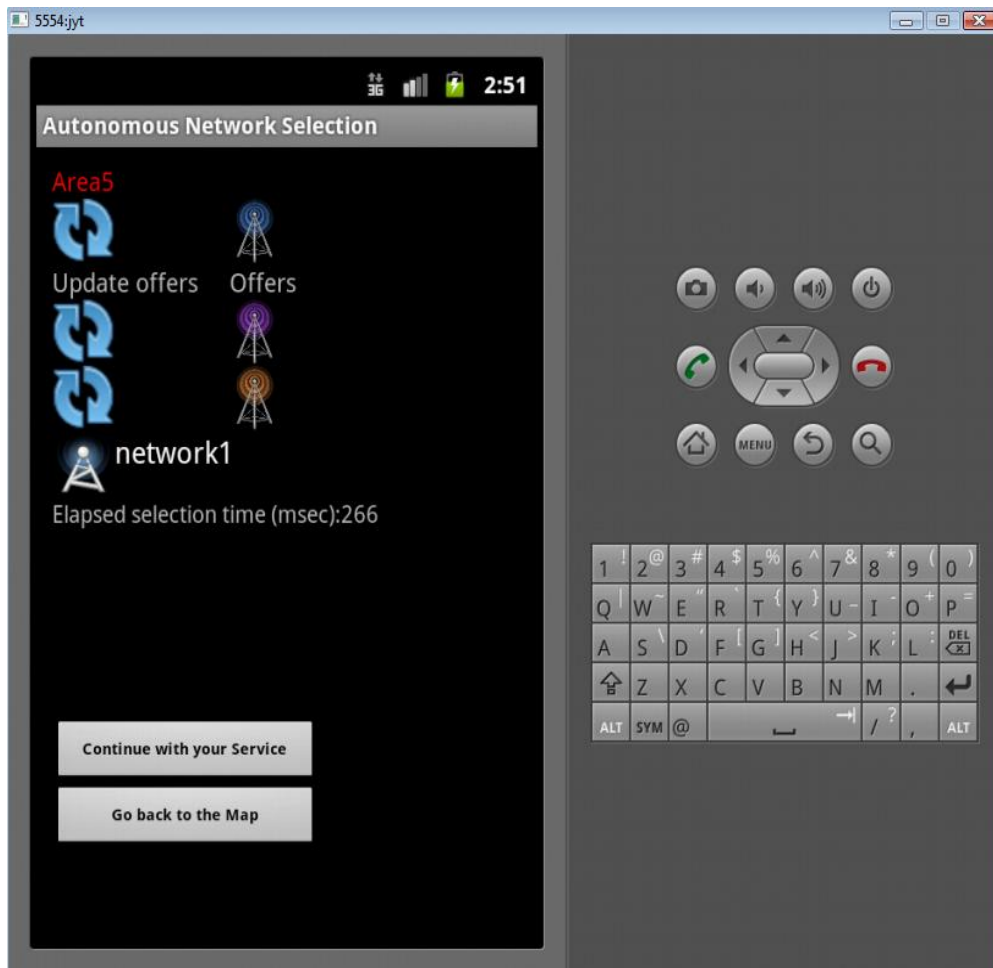 5554:jyt
3G 2:51
Autonomous Network Selection
Area5
Update offers Offers
network1
Elapsed selection time (msec):266
Continue with your Service
Go back to the Map
MENU
1 ! 2 @ 3 # 4 $ 5 % 6 ^ 7 & 8 * 9 ( 0 )
Q | W ~ E " R ` T { Y } U _ I - O + P =
A S \ D ' F [ G ] H < J > K ; L : DEL
Z X C V B N M .
ALT SYM @ / ? , ALT